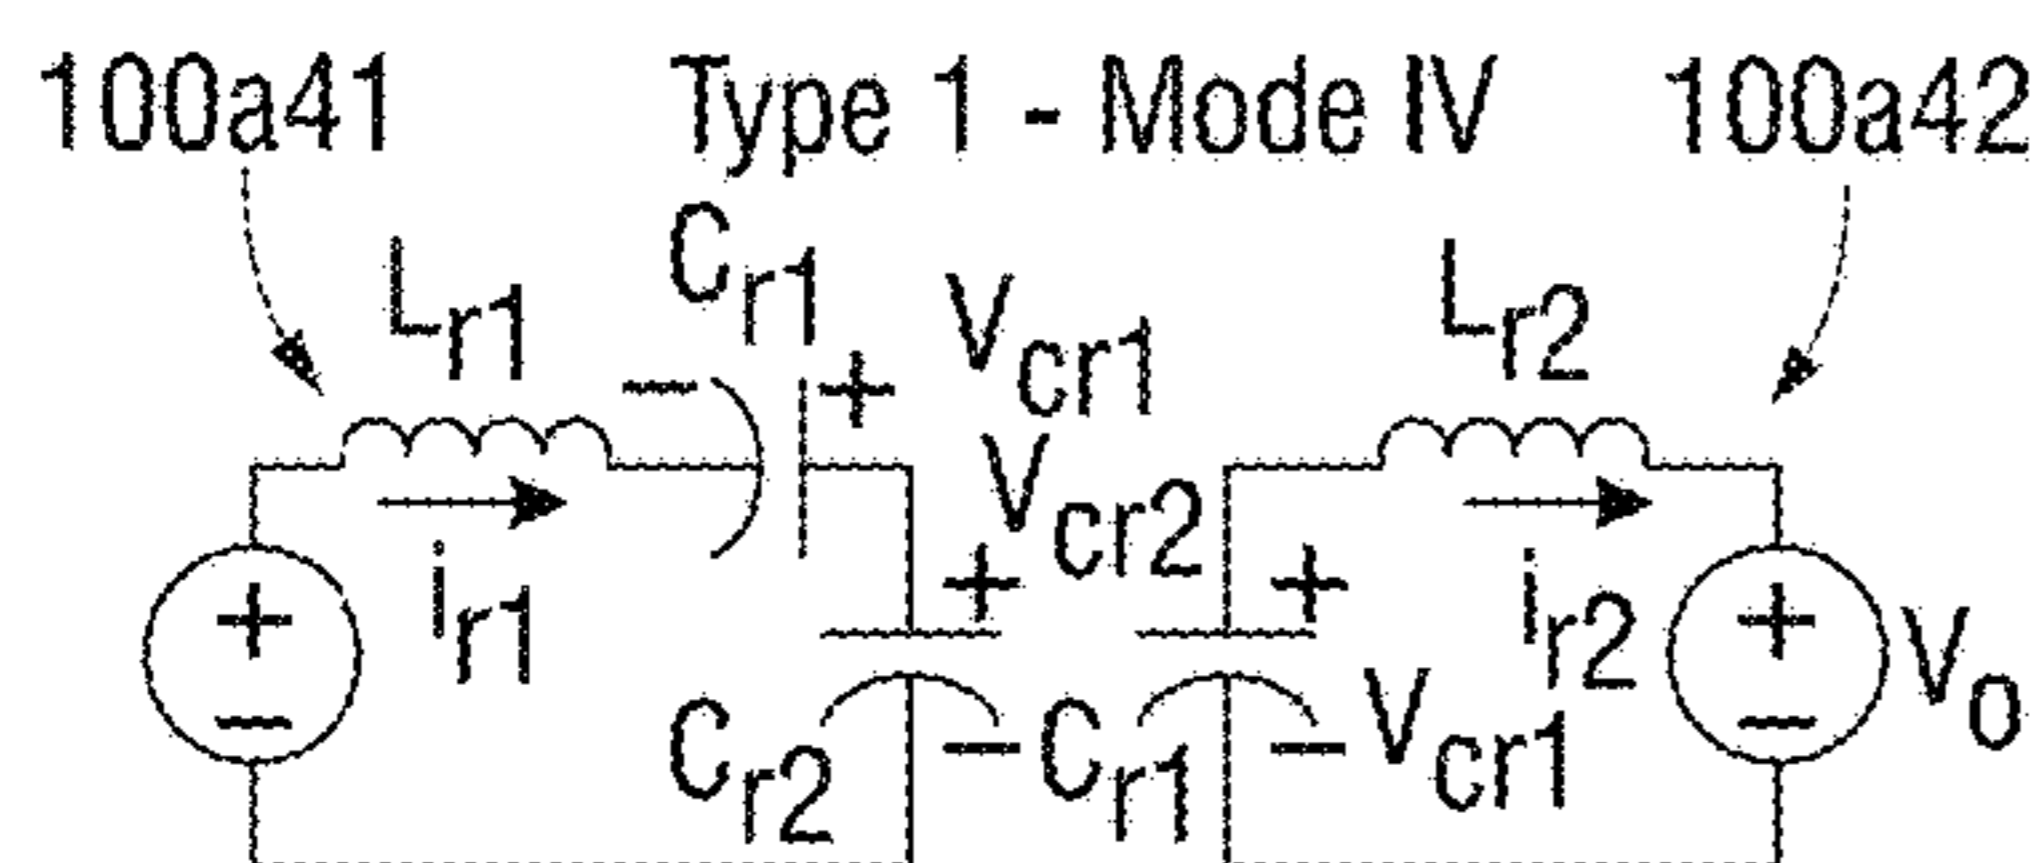 100a41 Type 1 - Mode IV 100a42
Lr1 Cr1 Vcr1 Lr2
- +
Vcr2
ir1 + + ir2
+ +
- -
Cr2 - Cr1 - Vcr1 Vo